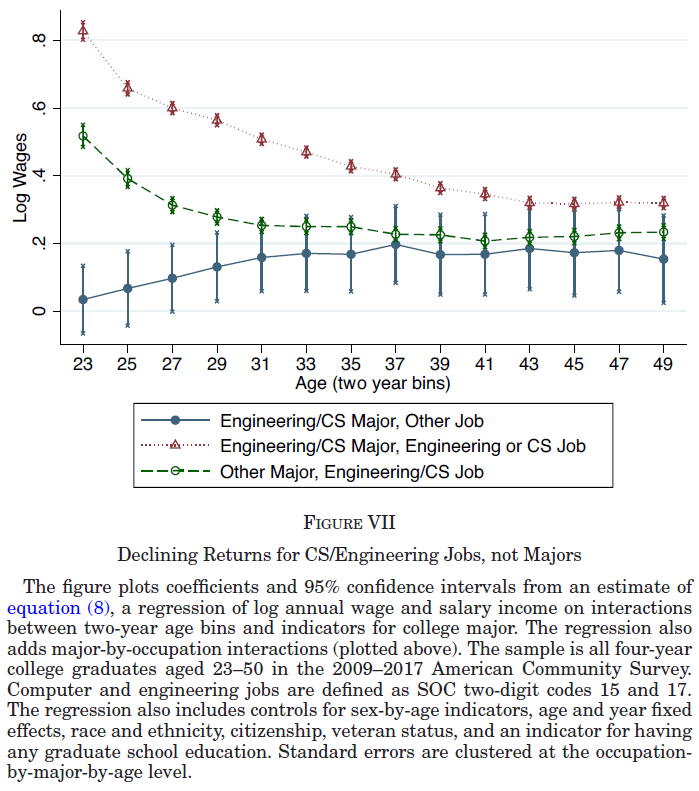 .8
.6
.4
.2
0
Log Wages
23 25 27 29 31 33 35 37 39 41 43 45 47 49
Age (two year bins)
Engineering/CS Major, Other Job
Engineering/CS Major, Engineering or CS Job
Other Major, Engineering/CS Job
FIGURE VII
Declining Returns for CS/Engineering Jobs, not Majors
The figure plots coefficients and 95% confidence intervals from an estimate of
equation (8), a regression of log annual wage and salary income on interactions
between two-year age bins and indicators for college major. The regression also
adds major-by-occupation interactions (plotted above). The sample is all four-year
college graduates aged 23–50 in the 2009–2017 American Community Survey.
Computer and engineering jobs are defined as SOC two-digit codes 15 and 17.
The regression also includes controls for sex-by-age indicators, age and year fixed
effects, race and ethnicity, citizenship, veteran status, and an indicator for having
any graduate school education. Standard errors are clustered at the occupation-
by-major-by-age level.